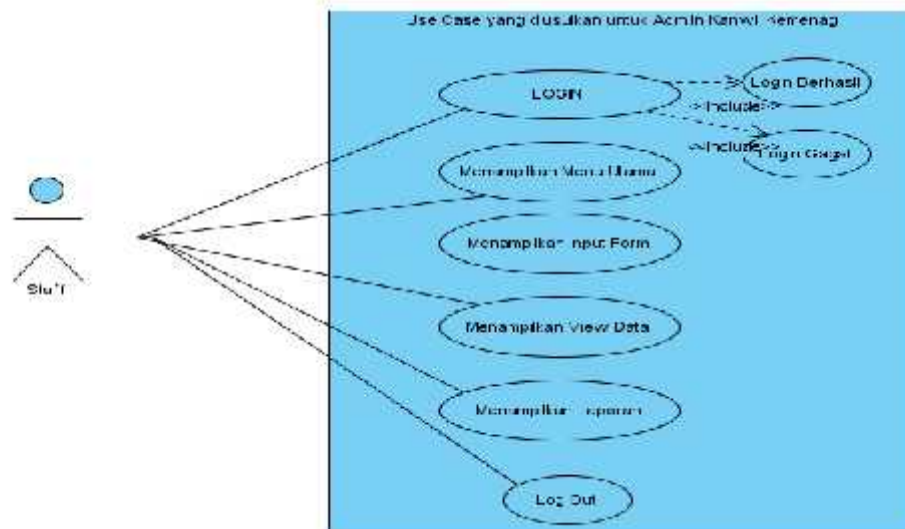 Use Case yang diusulkan untuk Admin Kanwil Kemenag
LOGIN
Login Berhasil
<<Include>>
<<Include>>
Login Gagal
Menampilkan Menu Utama
Menampilkan Input Form
Menampilkan View Data
Menampilkan Laporan
Log Out
Staff